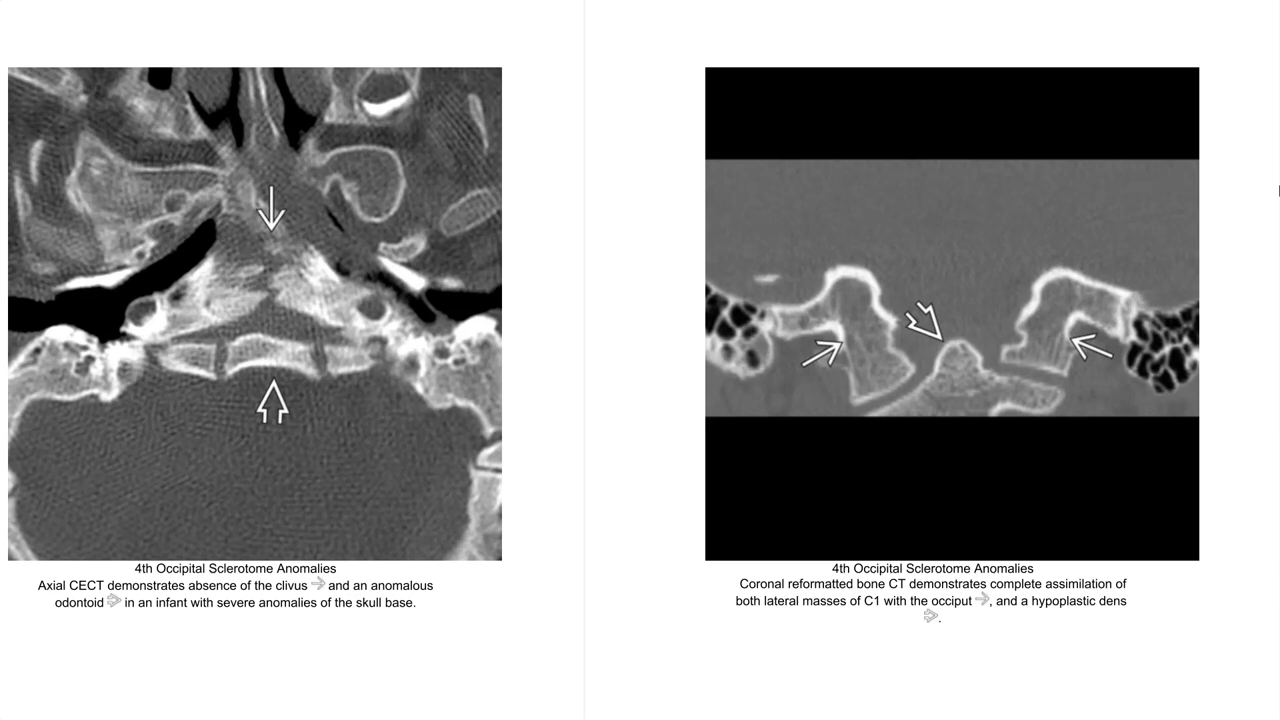 4th Occipital Sclerotome Anomalies
Axial CECT demonstrates absence of the clivus and an anomalous
odontoid in an infant with severe anomalies of the skull base.
4th Occipital Sclerotome Anomalies
Coronal reformatted bone CT demonstrates complete assimilation of
both lateral masses of C1 with the occiput , and a hypoplastic dens
.